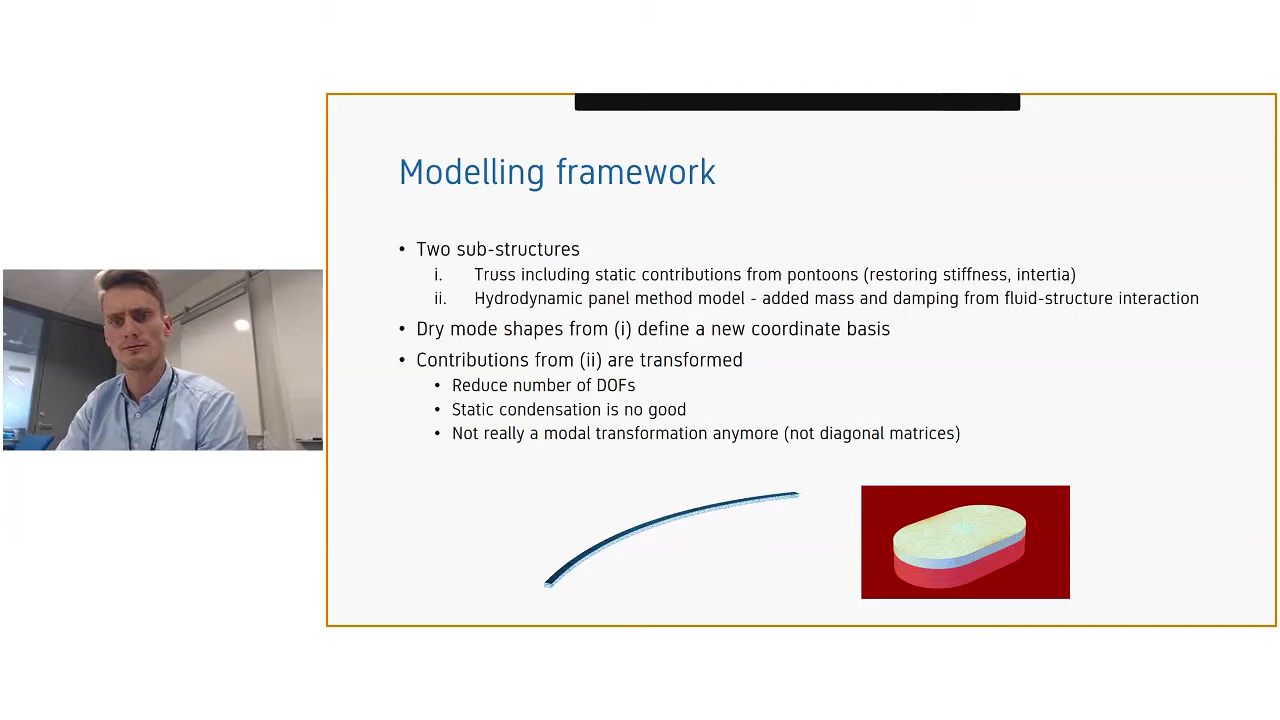 Modelling framework
• Two sub-structures
i. Truss including static contributions from pontoons (restoring stiffness, intertia)
ii. Hydrodynamic panel method model - added mass and damping from fluid-structure interaction
• Dry mode shapes from (i) define a new coordinate basis
• Contributions from (ii) are transformed
• Reduce number of DOFs
• Static condensation is no good
• Not really a modal transformation anymore (not diagonal matrices)